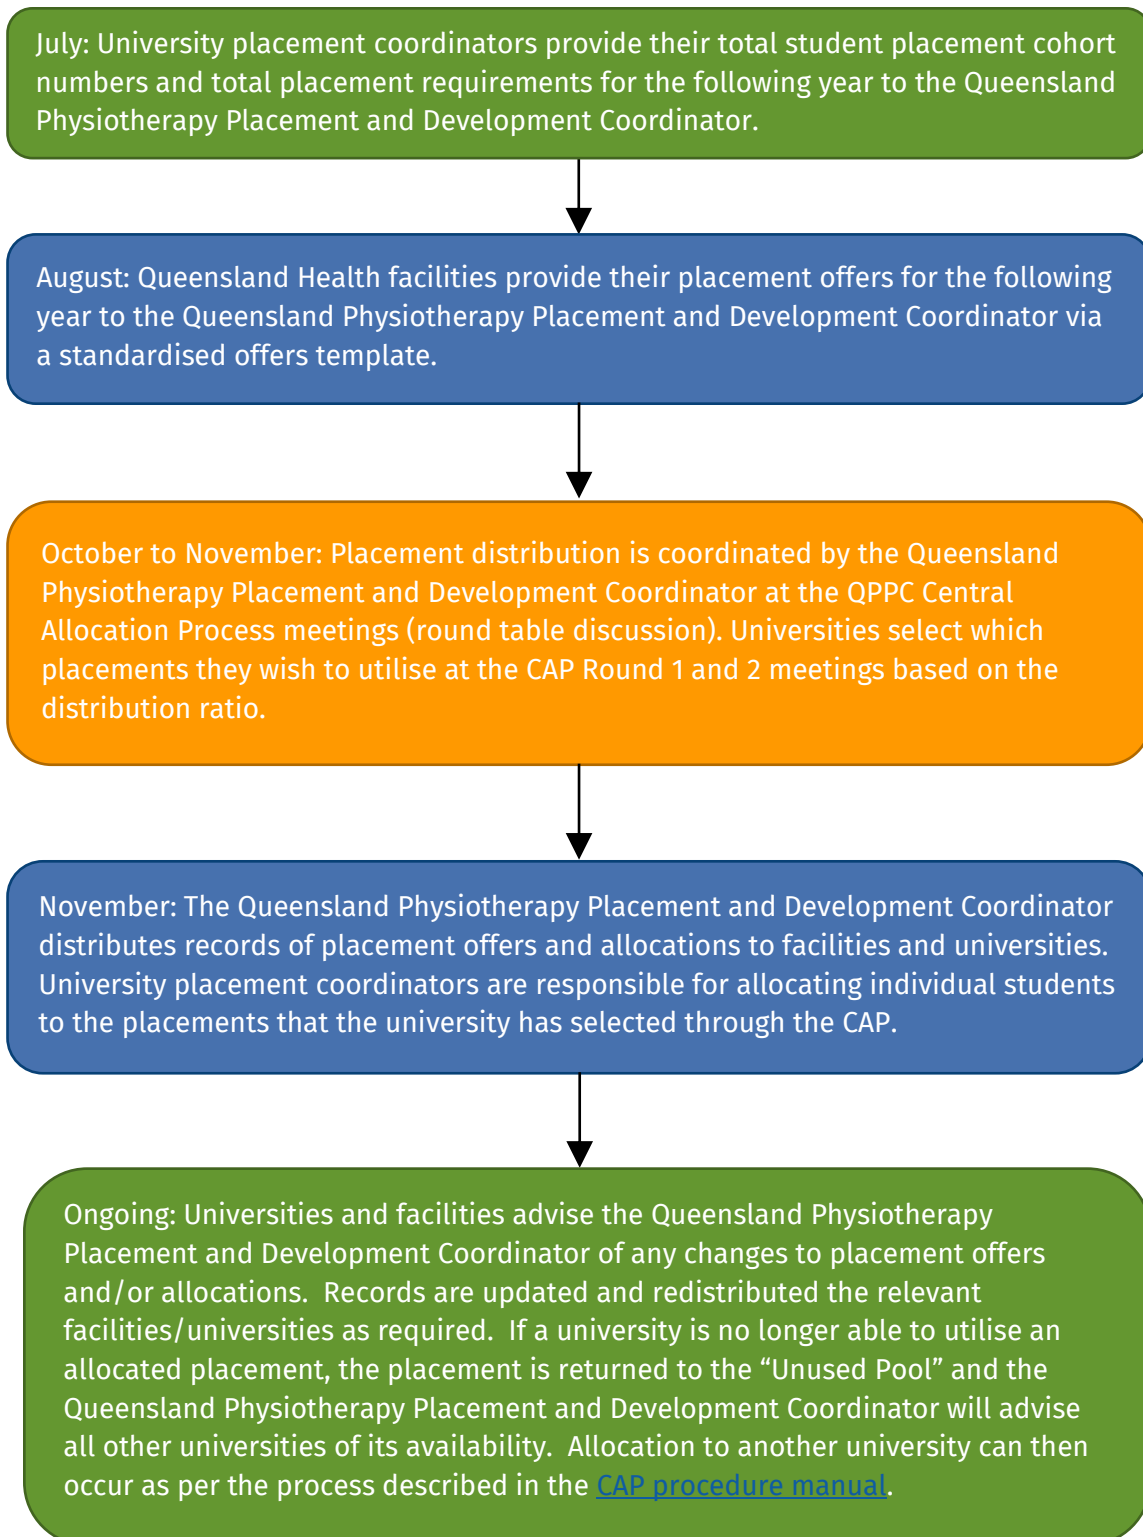 July: University placement coordinators provide their total student placement cohort
numbers and total placement requirements for the following year to the Queensland
Physiotherapy Placement and Development Coordinator.
August: Queensland Health facilities provide their placement offers for the following
year to the Queensland Physiotherapy Placement and Development Coordinator via
a standardised offers template.
October to November: Placement distribution is coordinated by the Queensland
Physiotherapy Placement and Development Coordinator at the QPPC Central
Allocation Process meetings (round table discussion). Universities select which
placements they wish to utilise at the CAP Round 1 and 2 meetings based on the
distribution ratio.
November: The Queensland Physiotherapy Placement and Development Coordinator
distributes records of placement offers and allocations to facilities and universities.
University placement coordinators are responsible for allocating individual students
to the placements that the university has selected through the CAP.
Ongoing: Universities and facilities advise the Queensland Physiotherapy
Placement and Development Coordinator of any changes to placement offers
and/or allocations.  Records are updated and redistributed the relevant
facilities/universities as required.  If a university is no longer able to utilise an
allocated placement, the placement is returned to the “Unused Pool” and the
Queensland Physiotherapy Placement and Development Coordinator will advise
all other universities of its availability.  Allocation to another university can then
occur as per the process described in the CAP procedure manual.